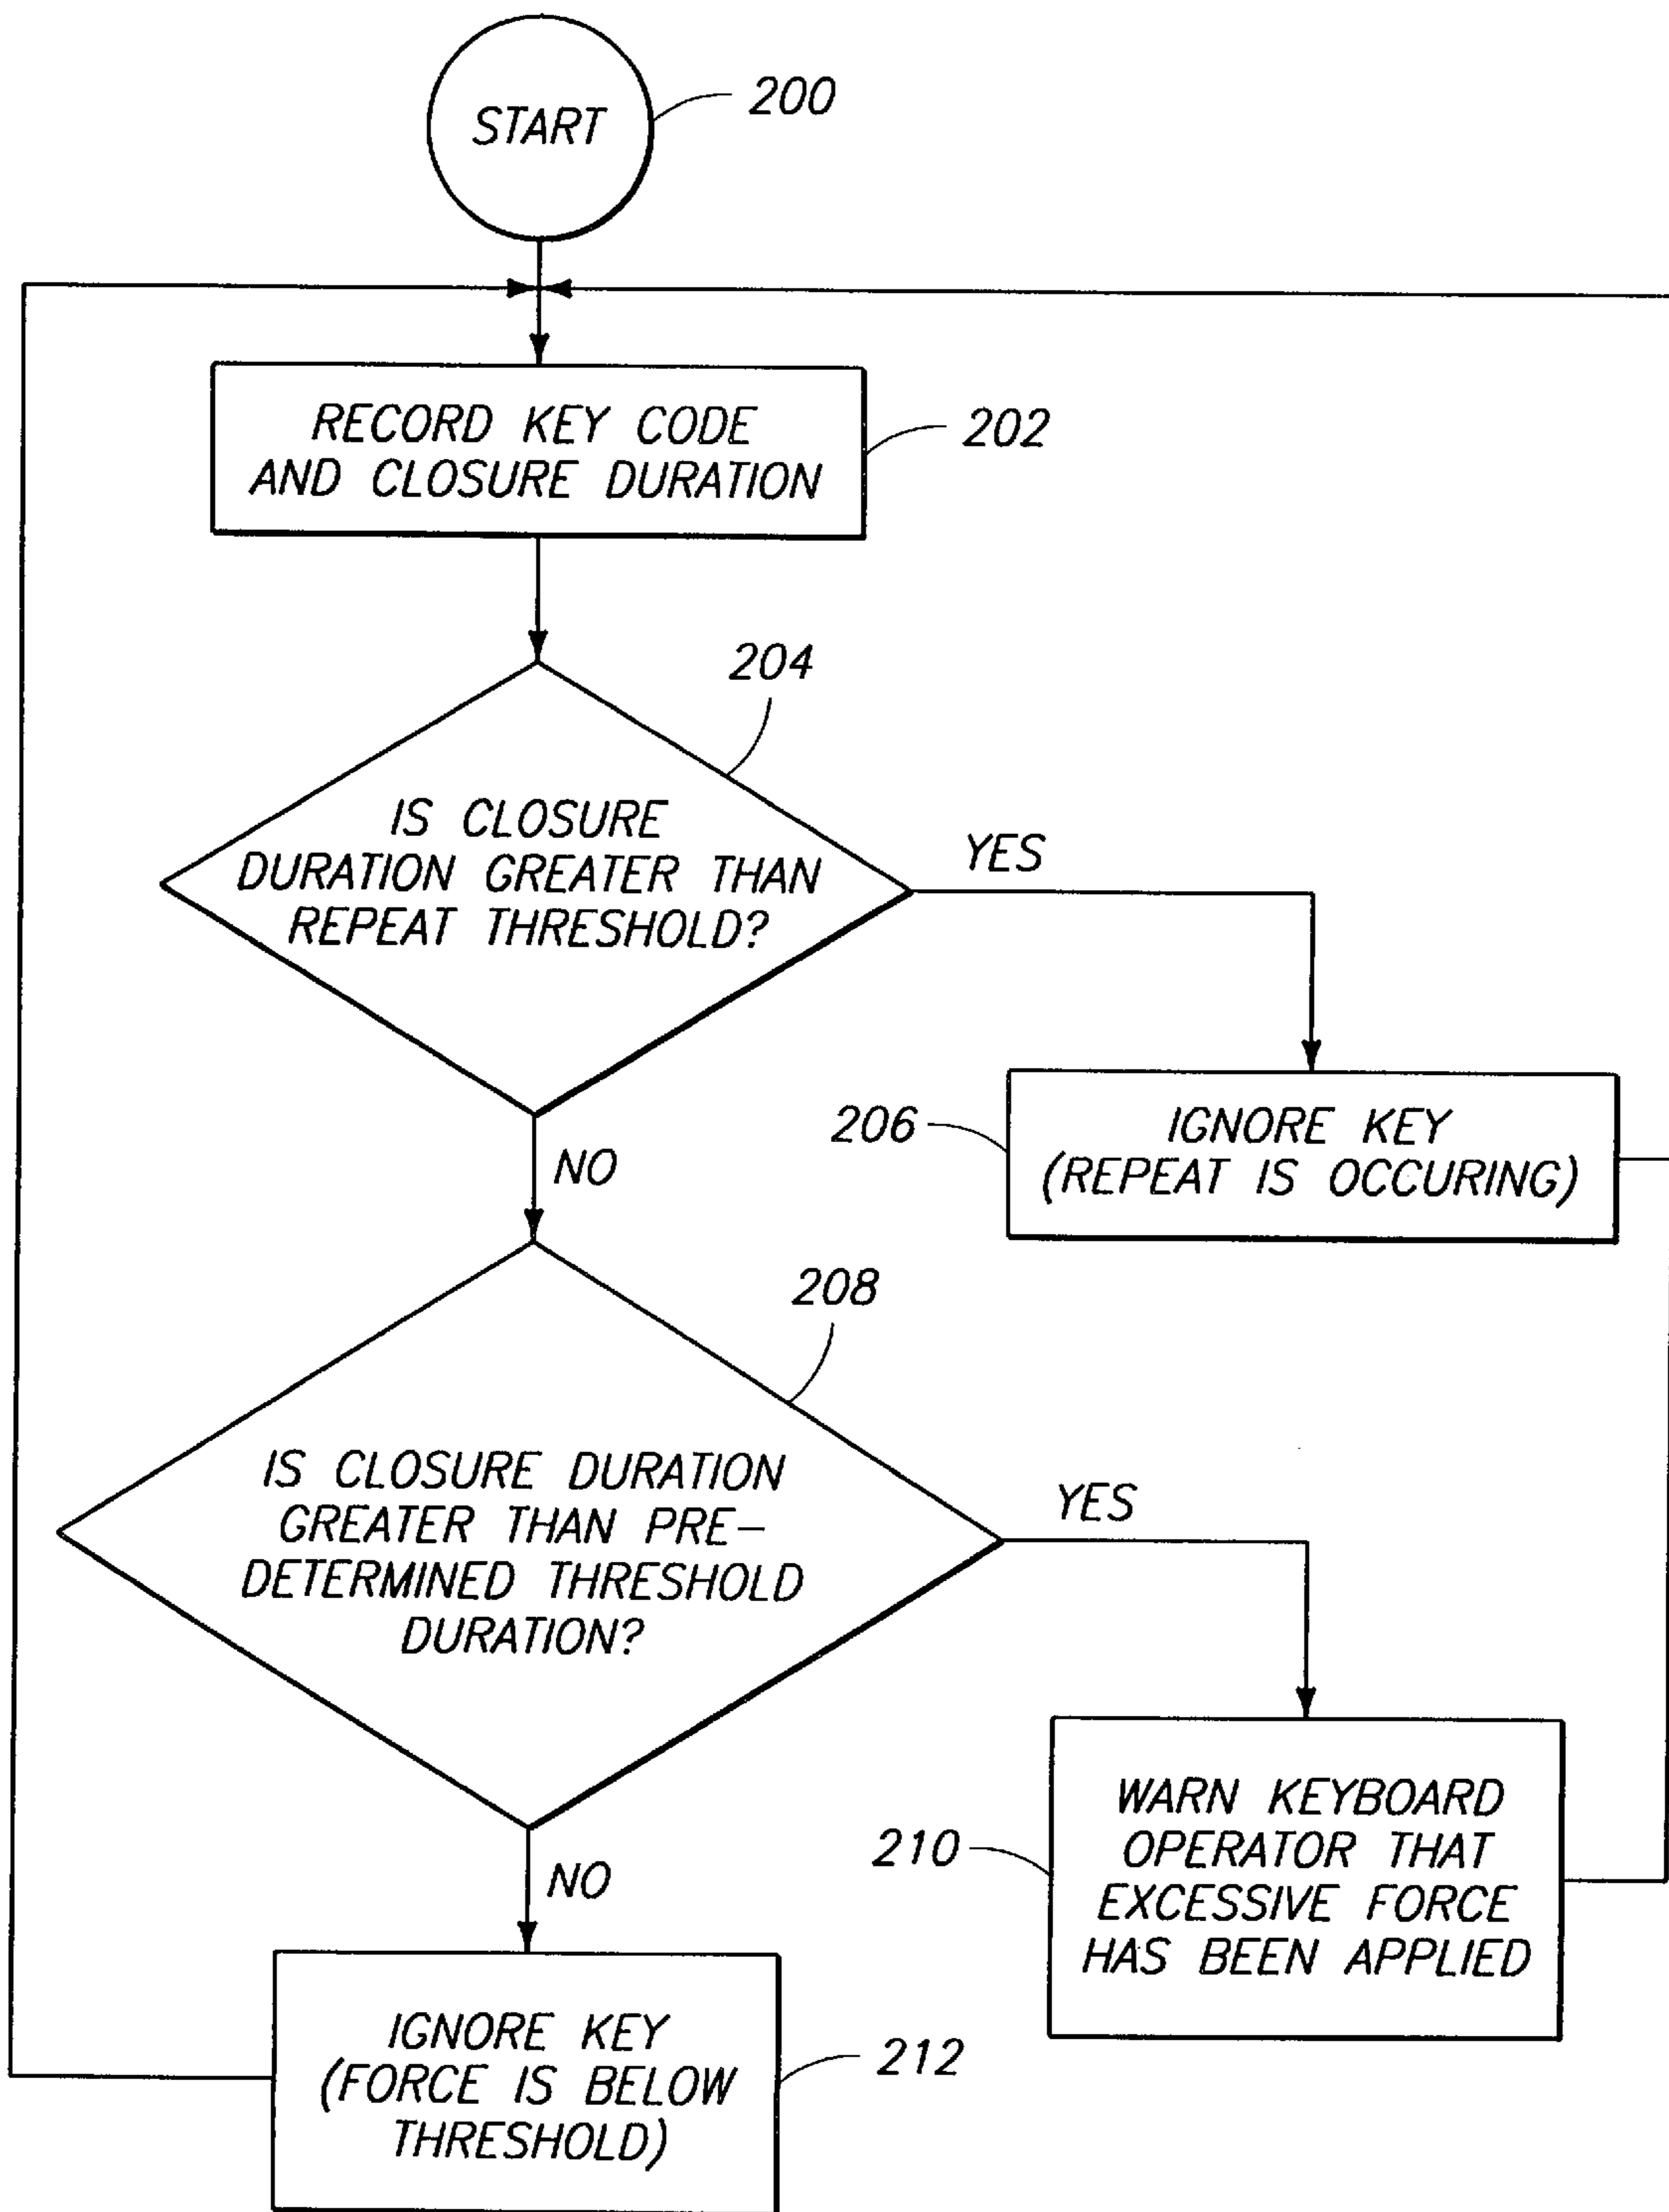 START
200
RECORD KEY CODE
AND CLOSURE DURATION
202
204
IS CLOSURE
DURATION GREATER THAN
REPEAT THRESHOLD?
YES
206
IGNORE KEY
(REPEAT IS OCCURING)
NO
208
IS CLOSURE DURATION
GREATER THAN PRE-
DETERMINED THRESHOLD
DURATION?
YES
210
WARN KEYBOARD
OPERATOR THAT
EXCESSIVE FORCE
HAS BEEN APPLIED
NO
IGNORE KEY
(FORCE IS BELOW
THRESHOLD)
212